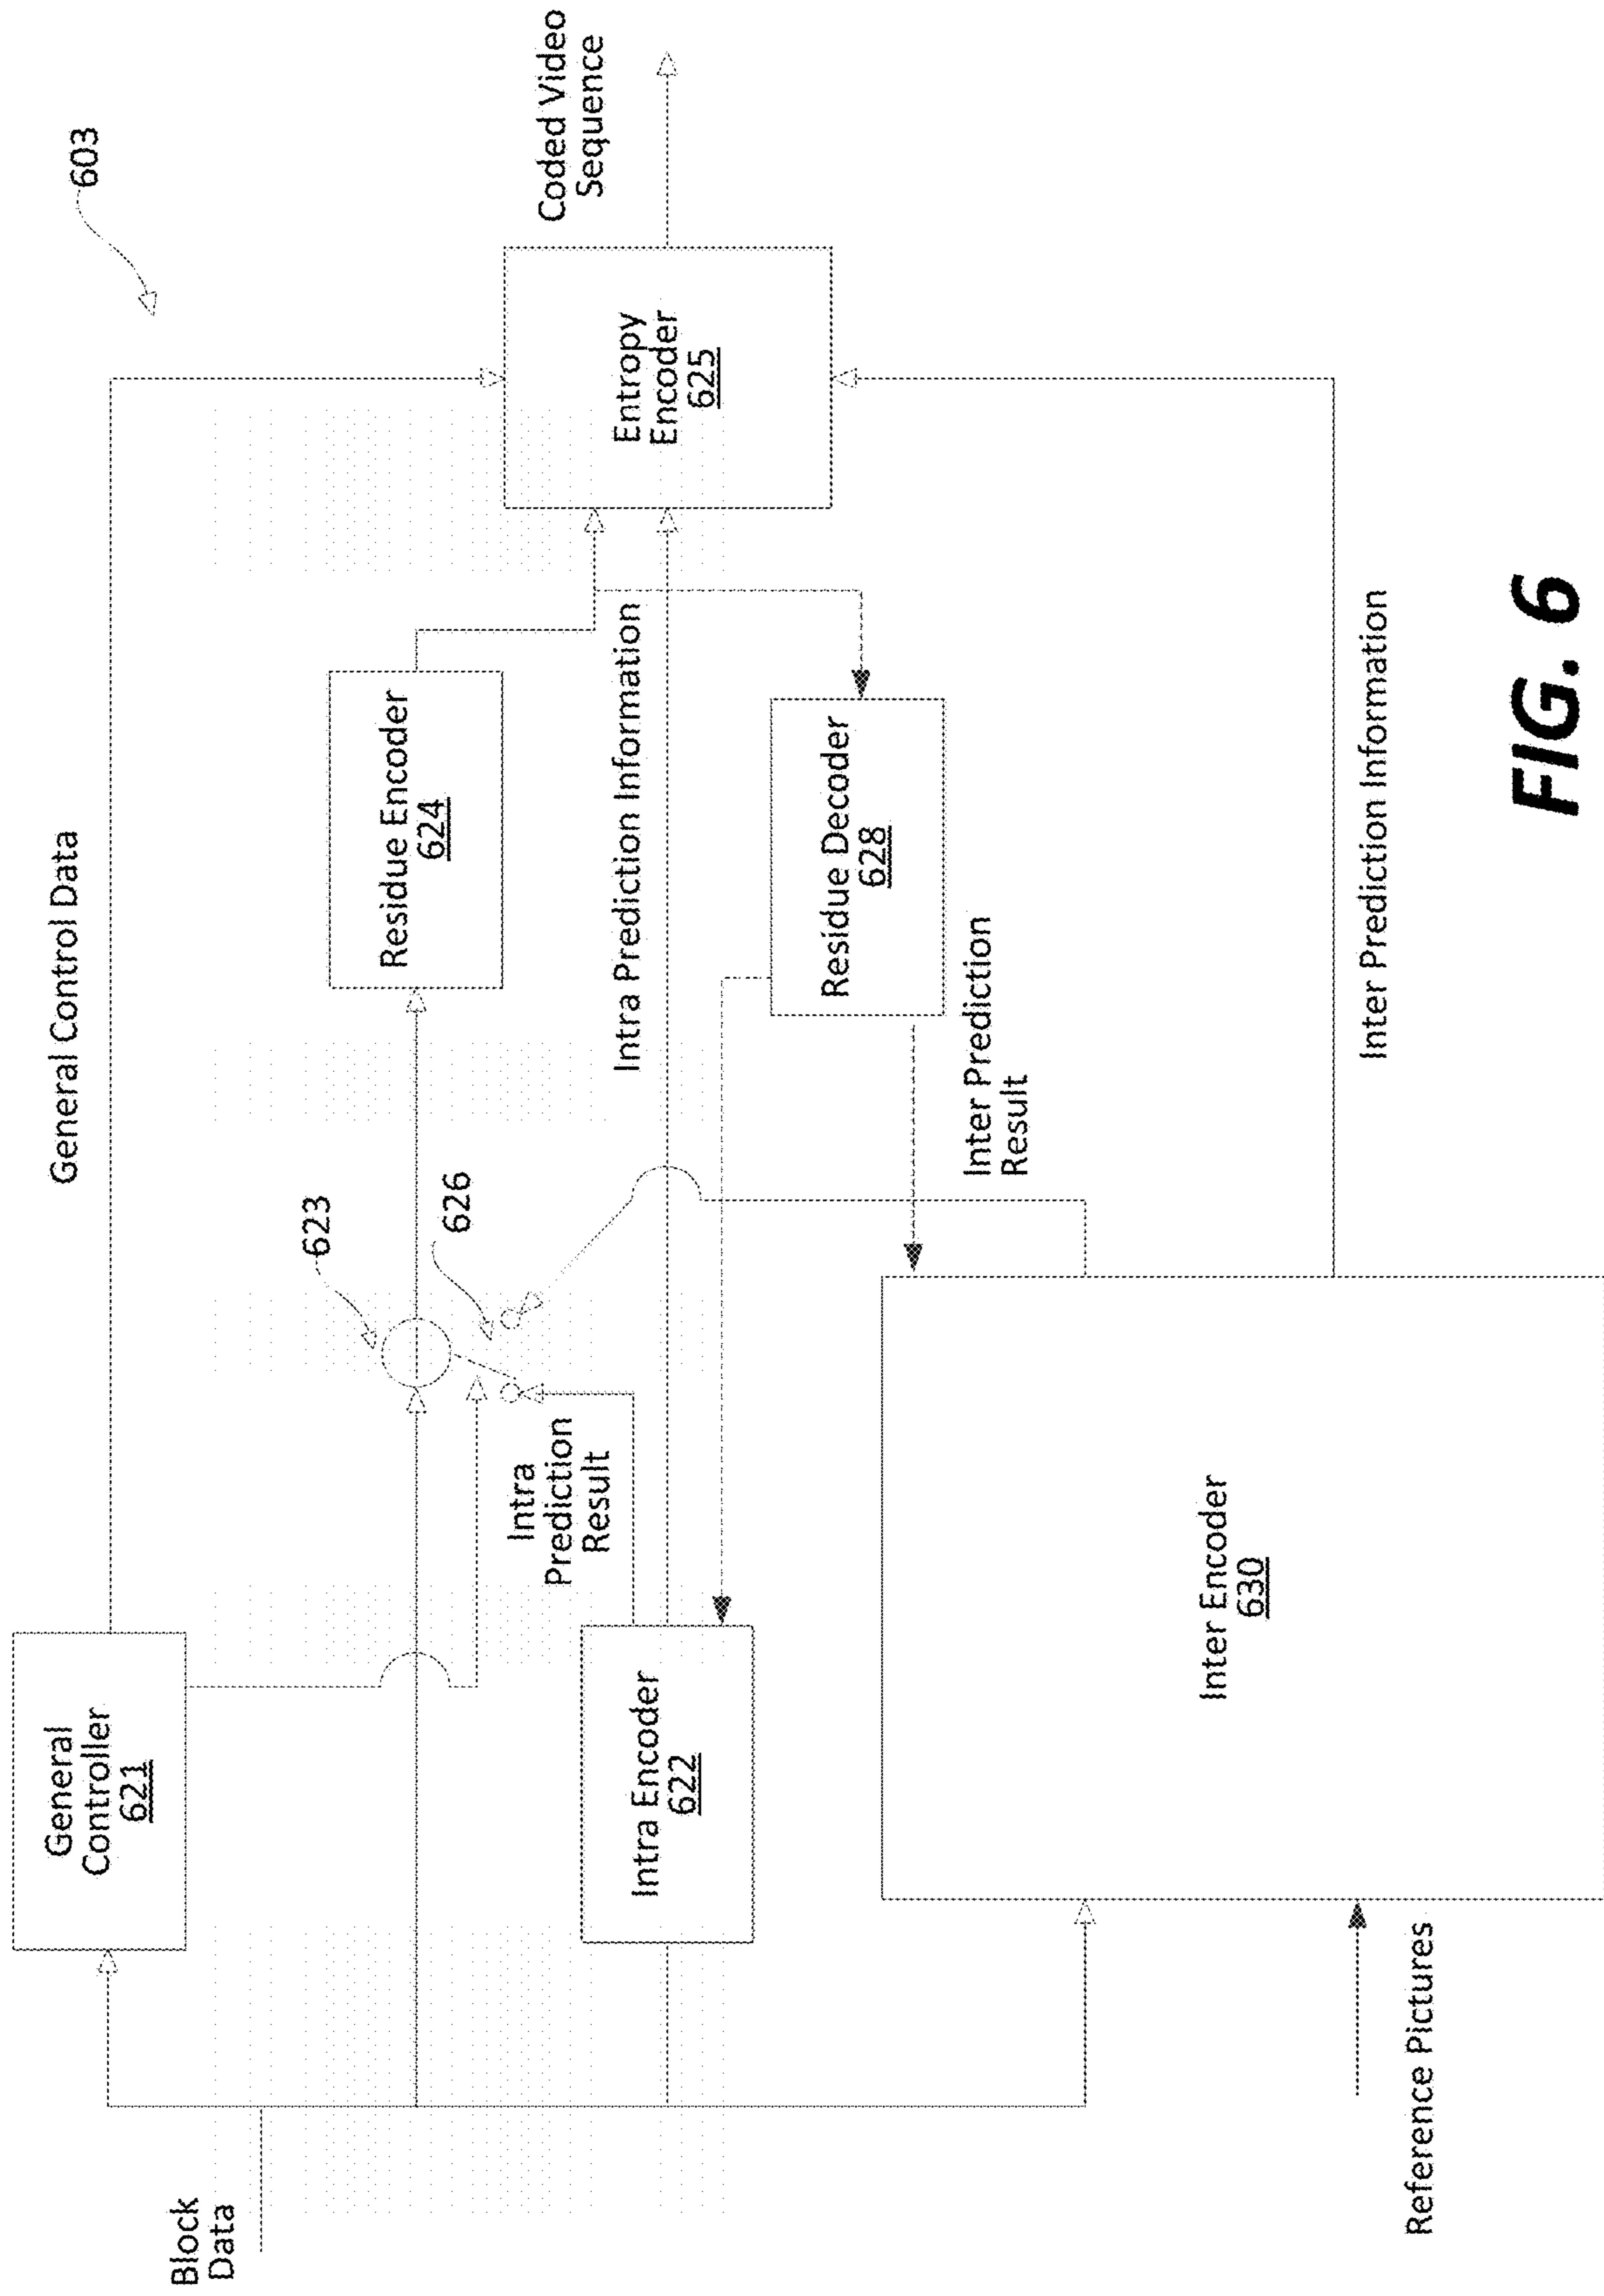 603
General Control Data
Coded Video
Sequence
General
Controller
621
623
626
Residue Encoder
624
Entropy
Encoder
625
Block
Data
Intra
Prediction
Result
Intra Prediction Information
Intra Encoder
622
Residue Decoder
628
Inter Prediction
Result
Inter Encoder
630
Inter Prediction Information
Reference Pictures
FIG. 6